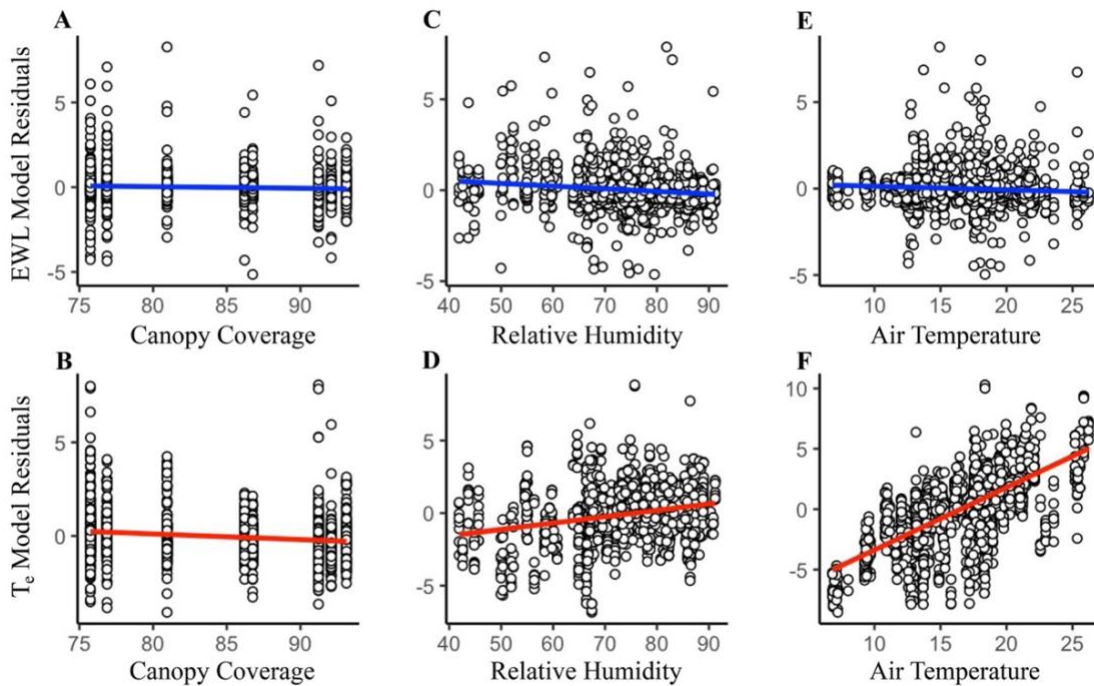 A C E
EWL Model Residuals
5
0
-5
75 80 85 90
Canopy Coverage
5
0
-5
40 50 60 70 80 90
Relative Humidity
5
0
-5
10 15 20 25
Air Temperature
B D F
Te Model Residuals
5
0
75 80 85 90
Canopy Coverage
5
0
-5
40 50 60 70 80 90
Relative Humidity
10
5
0
-5
10 15 20 25
Air Temperature